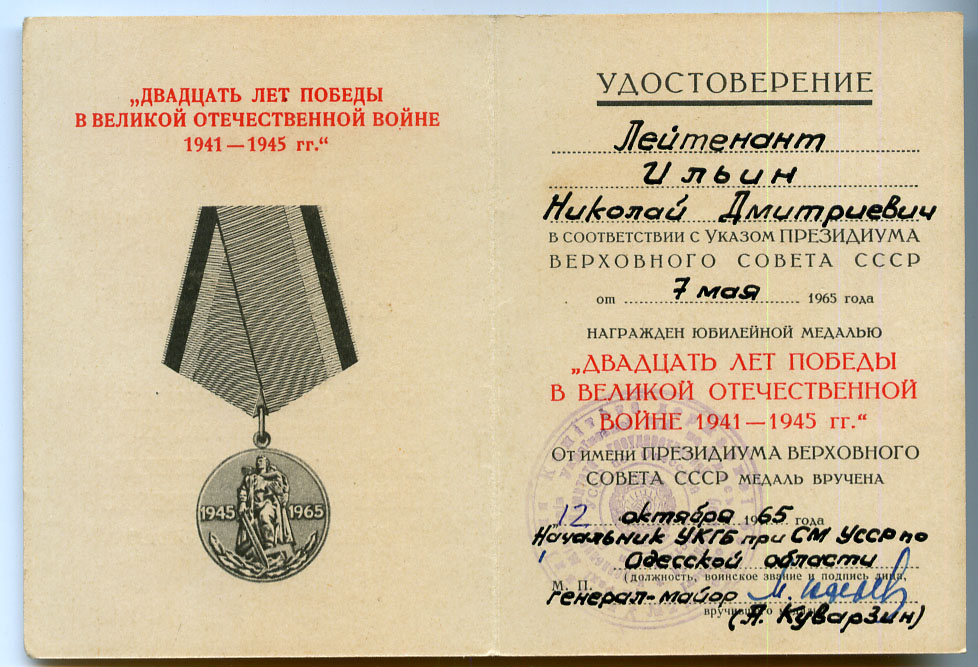 „ДВАДЦАТЬ ЛЕТ ПОБЕДЫ
В ВЕЛИКОЙ ОТЕЧЕСТВЕННОЙ ВОЙНЕ
1941—1945 гг.“
1945 1965
УДОСТОВЕРЕНИЕ
Лейтенант
Ильин
Николай Дмитриевич
В СООТВЕТСТВИИ С УКАЗОМ ПРЕЗИДИУМА
ВЕРХОВНОГО СОВЕТА СССР
от 7 мая 1965 года
НАГРАЖДЕН ЮБИЛЕЙНОЙ МЕДАЛЬЮ
„ДВАДЦАТЬ ЛЕТ ПОБЕДЫ
В ВЕЛИКОЙ ОТЕЧЕСТВЕННОЙ
ВОЙНЕ 1941—1945 гг.“
От имени ПРЕЗИДИУМА ВЕРХОВНОГО
СОВЕТА СССР МЕДАЛЬ ВРУЧЕНА
12 октября 1965 года
Начальник УКГБ при СМ УССР по
Одесской области
(должность, воинское звание и подпись лица,
М. П.
генерал-майор
вручившего
(А. Куварзин)